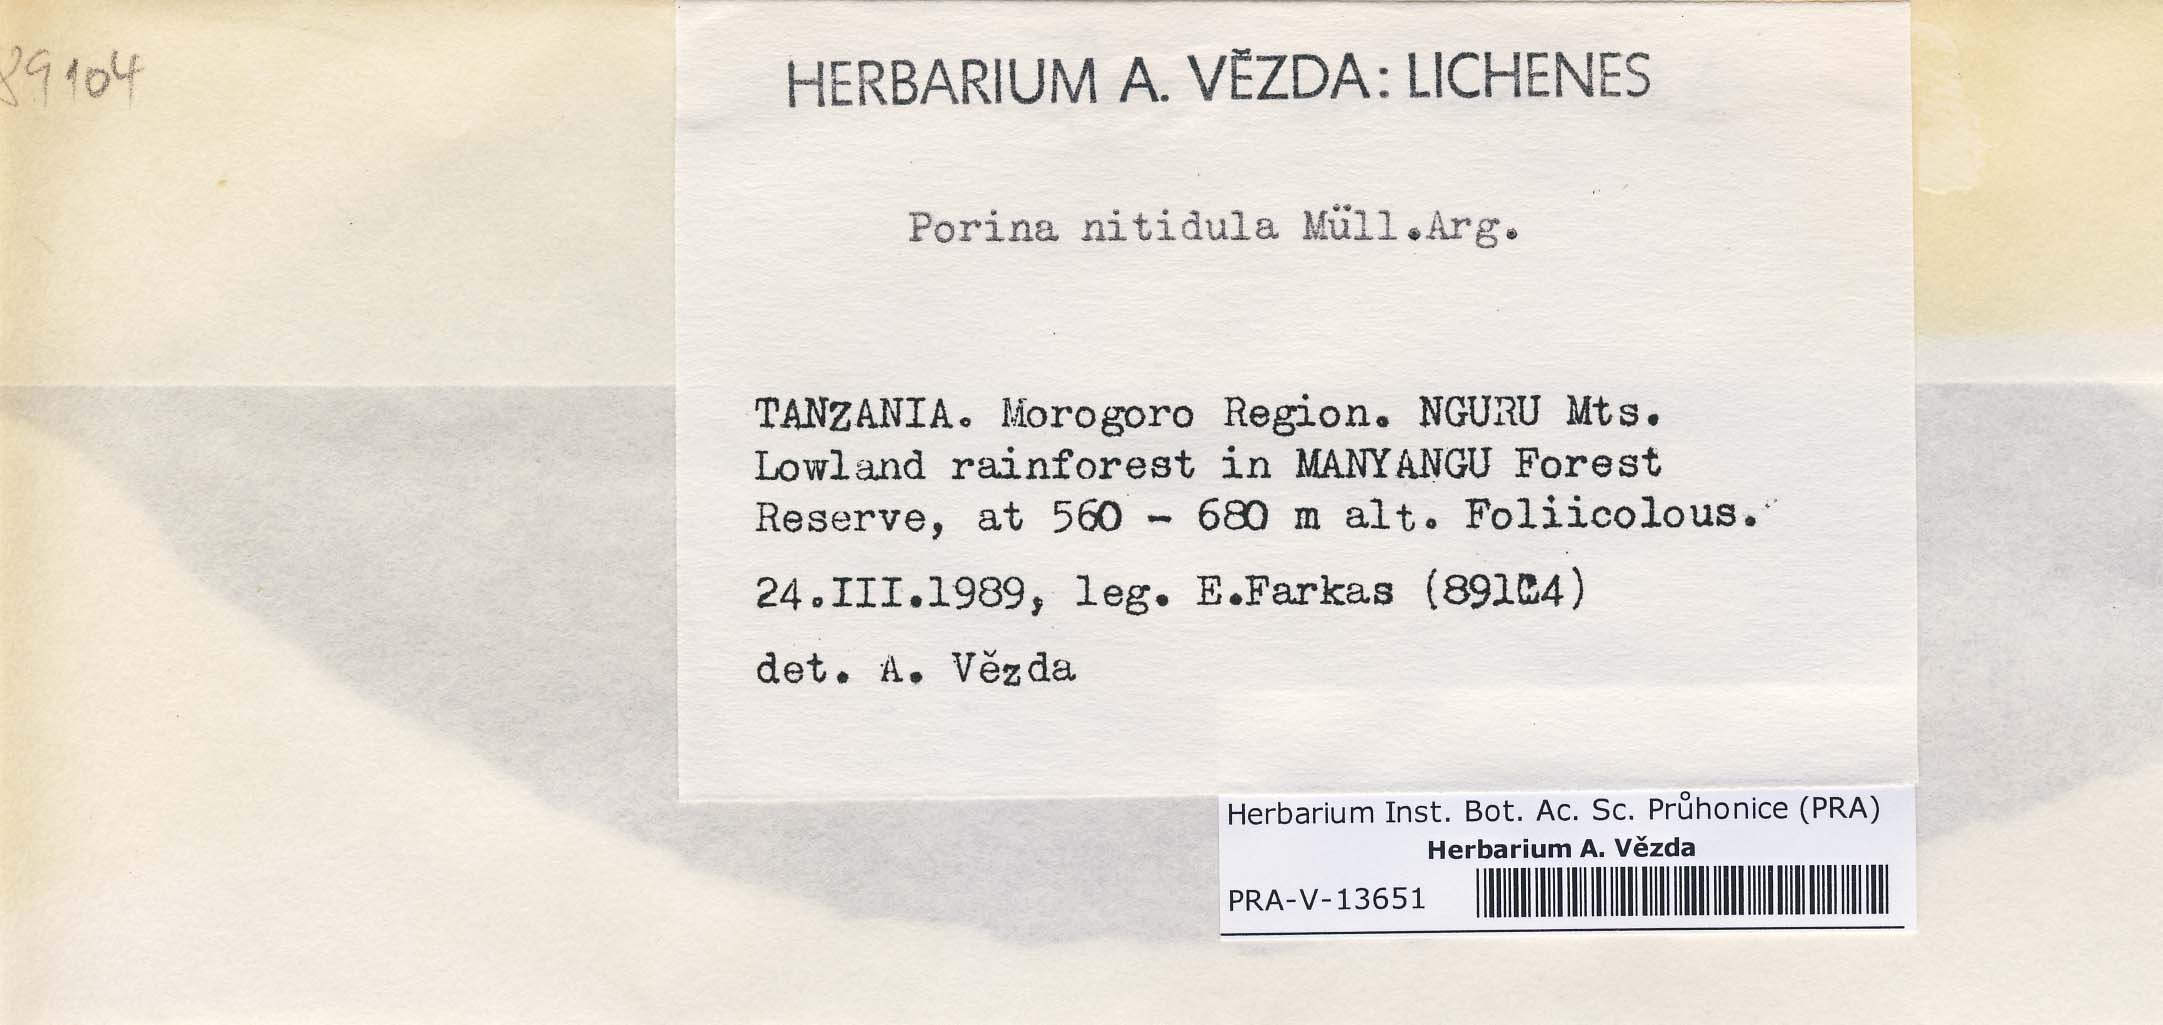 89104
HERBARIUM A. VĚZDA: LICHENES
Porina nitidula Müll.Arg.
TANZANIA. Morogoro Region. NGURU Mts.
Lowland rainforest in MANYANGU Forest
Reserve, at 560 - 680 m alt. Foliicolous.
24.III.1989, leg. E.Farkas (89104)
det. A. Vězda
Herbarium Inst. Bot. Ac. Sc. Průhonice (PRA)
Herbarium A. Vězda
PRA-V-13651